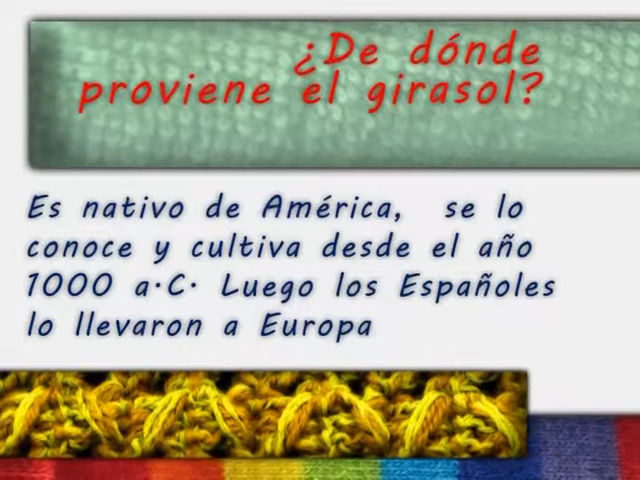 ¿De dónde
proviene el girasol?
Es nativo de América, se lo
conoce y cultiva desde el año
1000 a.C. Luego los Españoles
lo llevaron a Europa